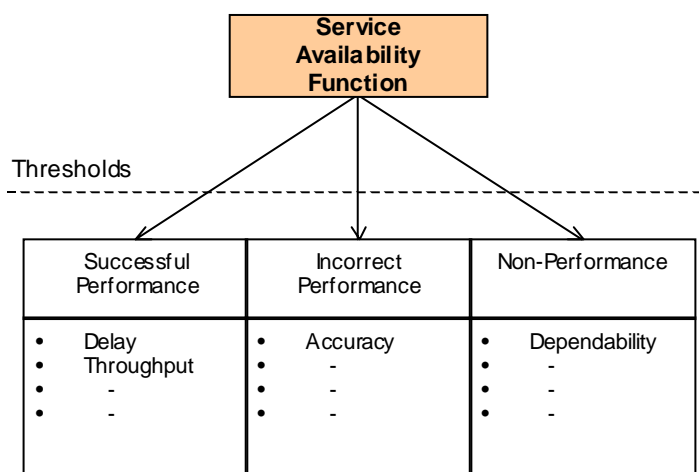 Service
Availability
Function
Thresholds
Successful
Performance
Incorrect
Performance
Non-Performance
• Delay
• Throughput
• -
• -
• Accuracy
• -
• -
• -
• Dependability
• -
• -
• -